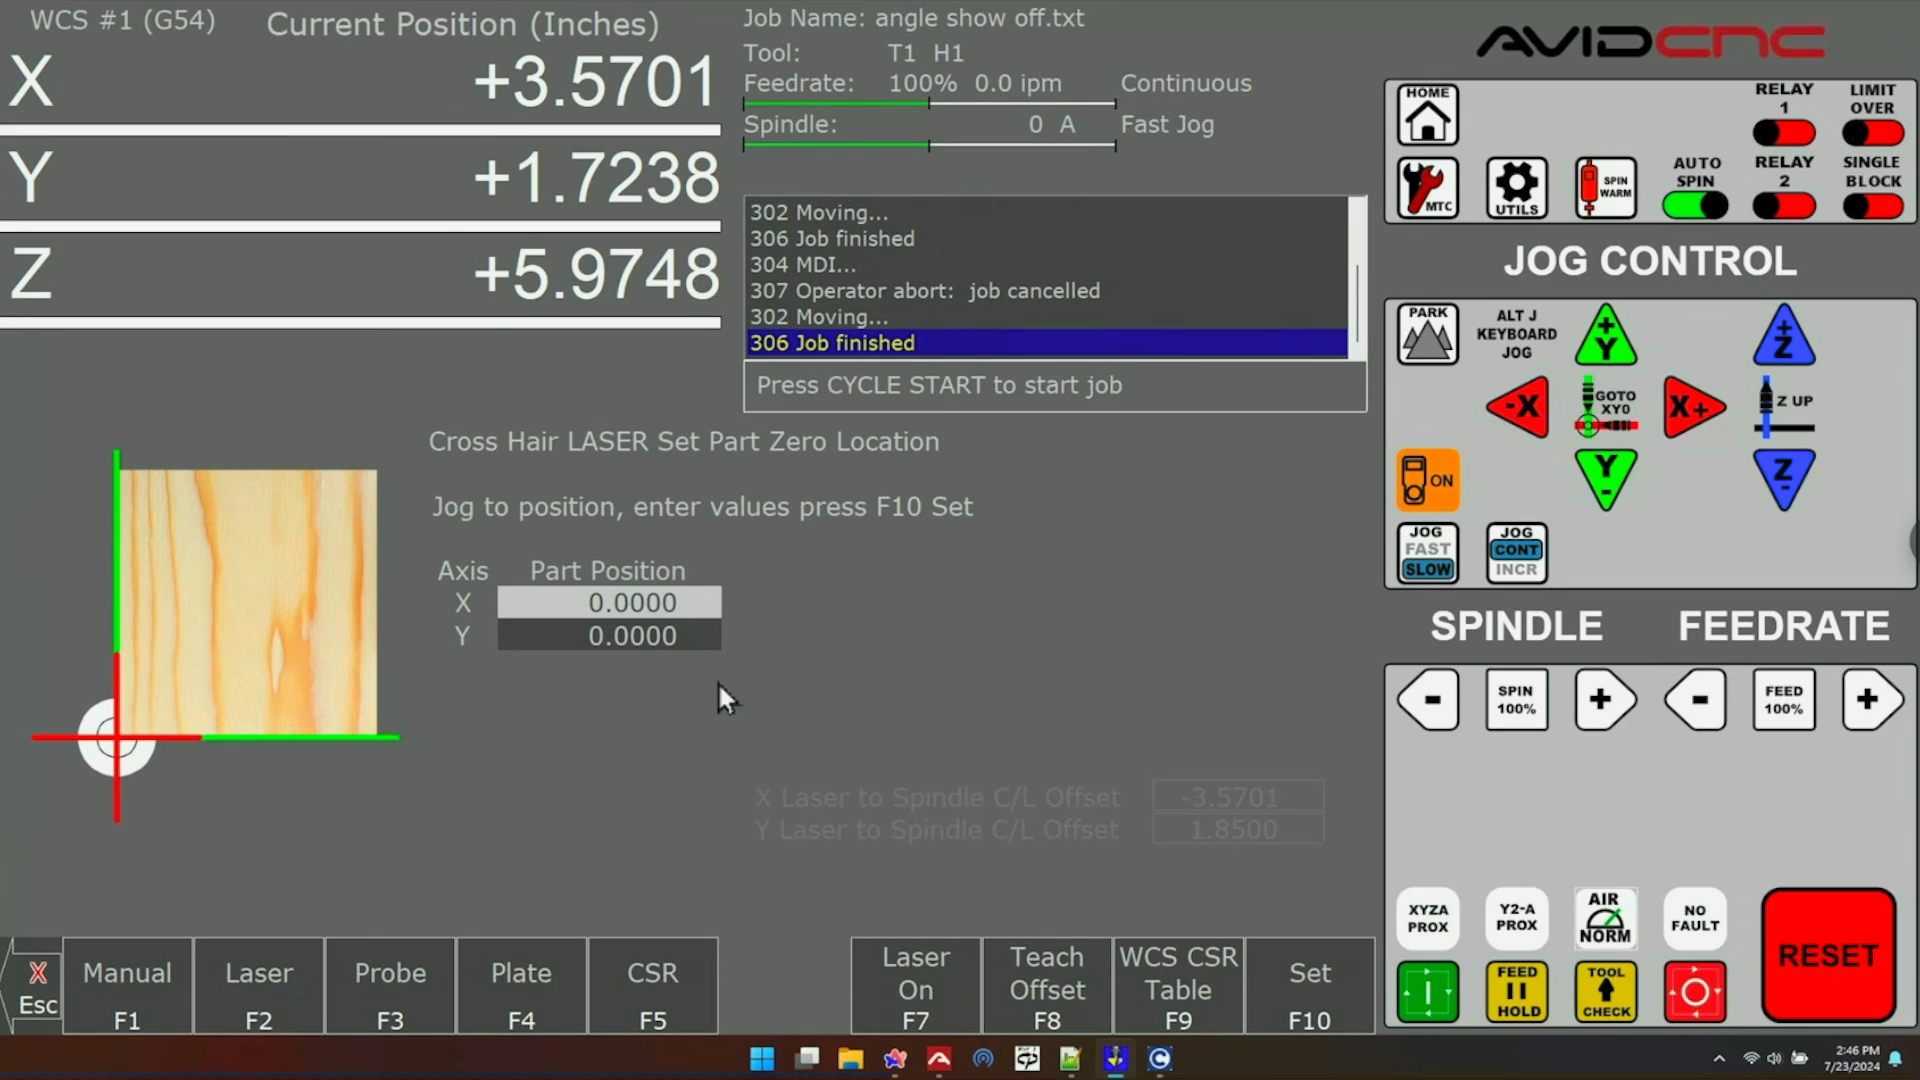 WCS #1 (G54)
Current Position (Inches)
X +3.5701
Y +1.7238
Z +5.9748
Job Name: angle show off.txt
Tool: T1 H1
Feedrate: 100% 0.0 ipm Continuous
Spindle: 0 A Fast Jog
302 Moving...
306 Job finished
304 MDI...
307 Operator abort: job cancelled
302 Moving...
306 Job finished
Press CYCLE START to start job
Cross Hair LASER Set Part Zero Location
Jog to position, enter values press F10 Set
Axis Part Position
X 0.0000
Y 0.0000
X Laser to Spindle C/L Offset -3.5701
Y Laser to Spindle C/L Offset 1.8500
X
Esc
Manual
F1
Laser
F2
Probe
F3
Plate
F4
CSR
F5
Laser
On
F7
Teach
Offset
F8
WCS CSR
Table
F9
Set
F10
AVIDCNC
HOME
RELAY
1
LIMIT
OVER
MTC
UTILS
SPIN
WARM
AUTO
SPIN
RELAY
2
SINGLE
BLOCK
JOG CONTROL
PARK
ALT J
KEYBOARD
JOG
+
Y
+
Z
-X
GOTO
XY0
X+
Z UP
ON
Y
-
Z
-
JOG
FAST
SLOW
JOG
CONT
INCR
SPINDLE
FEEDRATE
-
SPIN
100%
+
-
FEED
100%
+
XYZA
PROX
Y2-A
PROX
AIR
NORM
NO
FAULT
RESET
FEED
HOLD
TOOL
CHECK
2:46 PM
7/23/2024